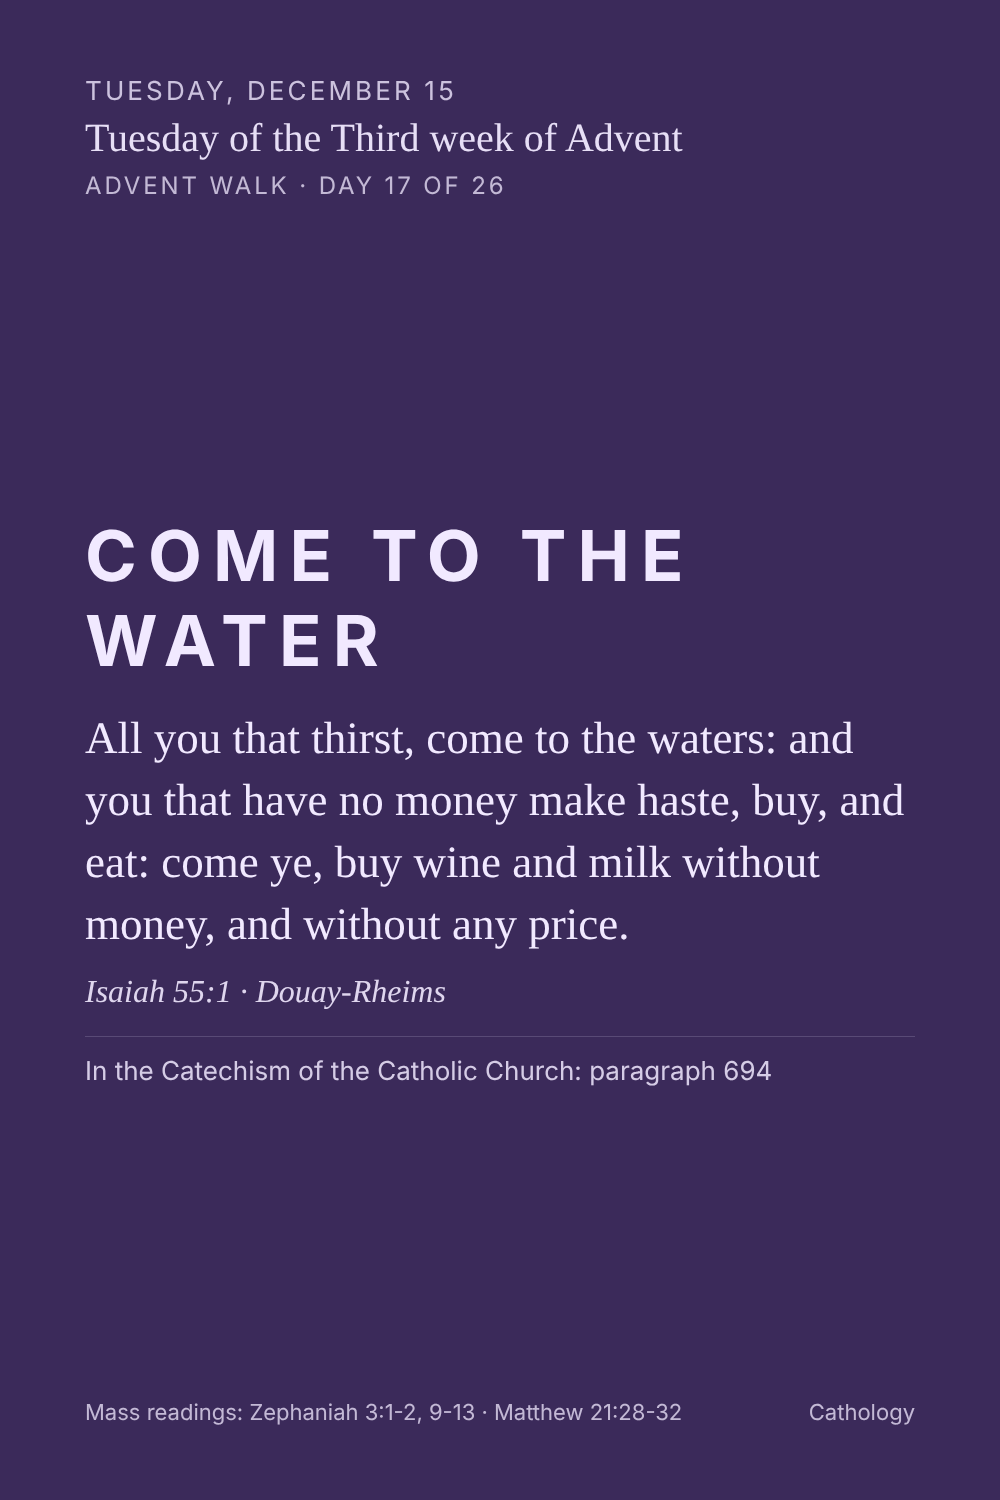 TUESDAY, DECEMBER 15
Tuesday of the Third week of Advent
ADVENT WALK · DAY 17 OF 26
COME TO THE
WATER
All you that thirst, come to the waters: and
you that have no money make haste, buy, and
eat: come ye, buy wine and milk without
money, and without any price.
Isaiah 55:1 · Douay-Rheims
In the Catechism of the Catholic Church: paragraph 694
Mass readings: Zephaniah 3:1-2, 9-13 · Matthew 21:28-32
Cathology